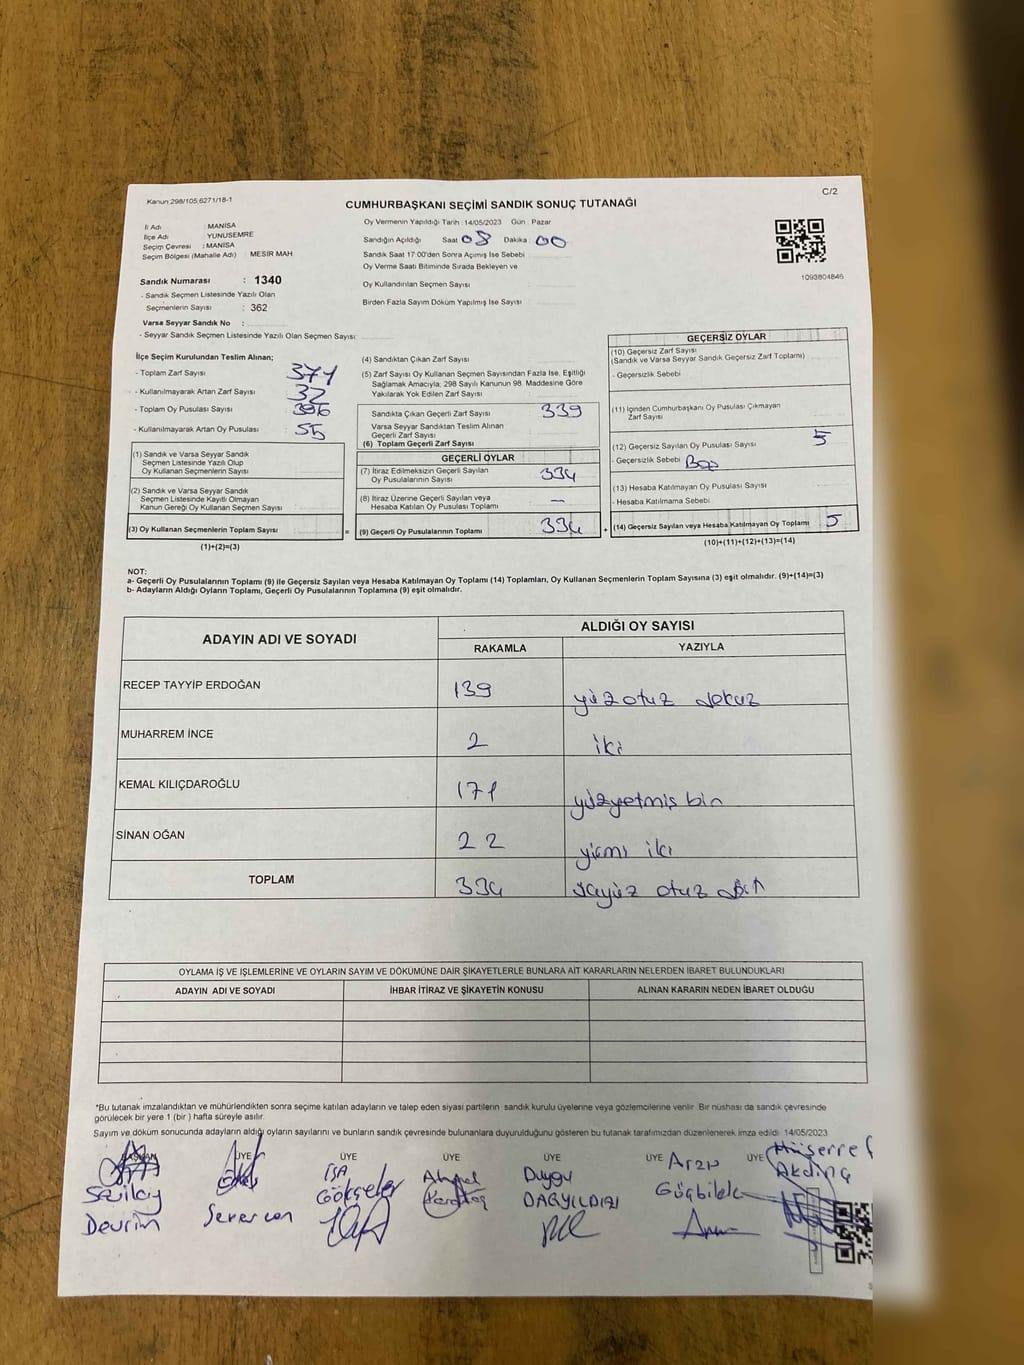 Kanun 298/105,6271/18-1
C/2
CUMHURBAŞKANI SEÇİMİ SANDIK SONUÇ TUTANAĞI
İl Adı : MANİSA
İlçe Adı : YUNUSEMRE
Seçim Çevresi : MANİSA
Seçim Bölgesi (Mahalle Adı) : MESİR MAH
Sandık Numarası : 1340
- Sandık Seçmen Listesinde Yazılı Olan
Seçmenlerin Sayısı : 362
Varsa Seyyar Sandık No :
- Seyyar Sandık Seçmen Listesinde Yazılı Olan Seçmen Sayısı:
Oy Vermenin Yapıldığı Tarih : 14/05/2023 Gün : Pazar
Sandığın Açıldığı Saat : 08 Dakika : 00
Sandık Saat 17:00'den Sonra Açımış İse Sebebi
Oy Verme Saati Bitiminde Sırada Bekleyen ve
Oy Kullandırılan Seçmen Sayısı
Birden Fazla Sayım Döküm Yapılmış İse Sayısı
1093804846
İlçe Seçim Kurulundan Teslim Alınan;
- Toplam Zarf Sayısı 371
- Kullanılmayarak Artan Zarf Sayısı 32
- Toplam Oy Pusulası Sayısı 396
- Kullanılmayarak Artan Oy Pusulası 55
(1) Sandık ve Varsa Seyyar Sandık
Seçmen Listesinde Yazılı Olup
Oy Kullanan Seçmenlerin Sayısı
(2) Sandık ve Varsa Seyyar Sandık
Seçmen Listesinde Kayıtlı Olmayan
Kanun Gereği Oy Kullanan Seçmen Sayısı
(3) Oy Kullanan Seçmenlerin Toplam Sayısı =
(1)+(2)=(3)
(4) Sandıktan Çıkan Zarf Sayısı
(5) Zarf Sayısı Oy Kullanan Seçmen Sayısından Fazla İse, Eşitliği
Sağlamak Amacıyla, 298 Sayılı Kanunun 98. Maddesine Göre
Yakılarak Yok Edilen Zarf Sayısı
Sandıkta Çıkan Geçerli Zarf Sayısı 339
Varsa Seyyar Sandıktan Teslim Alınan
Geçerli Zarf Sayısı
(6) Toplam Geçerli Zarf Sayısı
GEÇERLİ OYLAR
(7) İtiraz Edilmeksizin Geçerli Sayılan
Oy Pusulalarının Sayısı 334
(8) İtiraz Üzerine Geçerli Sayılan veya
Hesaba Katılan Oy Pusulası Toplamı —
(9) Geçerli Oy Pusulalarının Toplamı 334 +
GEÇERSİZ OYLAR
(10) Geçersiz Zarf Sayısı
(Sandık ve Varsa Seyyar Sandık Geçersiz Zarf Toplamı)
- Geçersizlik Sebebi
(11) İçinden Cumhurbaşkanı Oy Pusulası Çıkmayan
Zarf Sayısı
(12) Geçersiz Sayılan Oy Pusulası Sayısı 5
- Geçersizlik Sebebi Boş
(13) Hesaba Katılmayan Oy Pusulası Sayısı
- Hesaba Katılmama Sebebi
(14) Geçersiz Sayılan veya Hesaba Katılmayan Oy Toplamı 5
(10)+(11)+(12)+(13)=(14)
NOT:
a- Geçerli Oy Pusulalarının Toplamı (9) ile Geçersiz Sayılan veya Hesaba Katılmayan Oy Toplamı (14) Toplamları, Oy Kullanan Seçmenlerin Toplam Sayısına (3) eşit olmalıdır. (9)+(14)=(3)
b- Adayların Aldığı Oyların Toplamı, Geçerli Oy Pusulalarının Toplamına (9) eşit olmalıdır.
ADAYIN ADI VE SOYADI
ALDIĞI OY SAYISI
RAKAMLA YAZIYLA
RECEP TAYYİP ERDOĞAN 139 yüzotuz dokuz
MUHARREM İNCE 2 iki
KEMAL KILIÇDAROĞLU 171 yüzyetmiş bin
SİNAN OĞAN 22 yirmi iki
TOPLAM 334 üçyüz otuz dört
OYLAMA İŞ VE İŞLEMLERİNE VE OYLARIN SAYIM VE DÖKÜMÜNE DAİR ŞİKAYETLERLE BUNLARA AİT KARARLARIN NELERDEN İBARET BULUNDUKLARI
ADAYIN ADI VE SOYADI İHBAR İTİRAZ VE ŞİKAYETİN KONUSU ALINAN KARARIN NEDEN İBARET OLDUĞU
*Bu tutanak imzalandıktan ve mühürlendikten sonra seçime katılan adayların ve talep eden siyasi partilerin sandık kurulu üyelerine veya gözlemcilerine verilir. Bir nüshası da sandık çevresinde
görülecek bir yere 1 (bir ) hafta süreyle asılır.
Sayım ve döküm sonucunda adayların aldığı oyların sayılarını ve bunların sandık çevresinde bulunanlara duyurulduğunu gösteren bu tutanak tarafımızdan düzenlenerek imza edildi. 14/05/2023
BAŞKAN ÜYE ÜYE ÜYE ÜYE ÜYE ÜYE
Devrim
İSA
Gökçeler
Ahmet
Karataş
Duygu
DAĞYILDIZI
Arzu
Müşerref
Akdinç